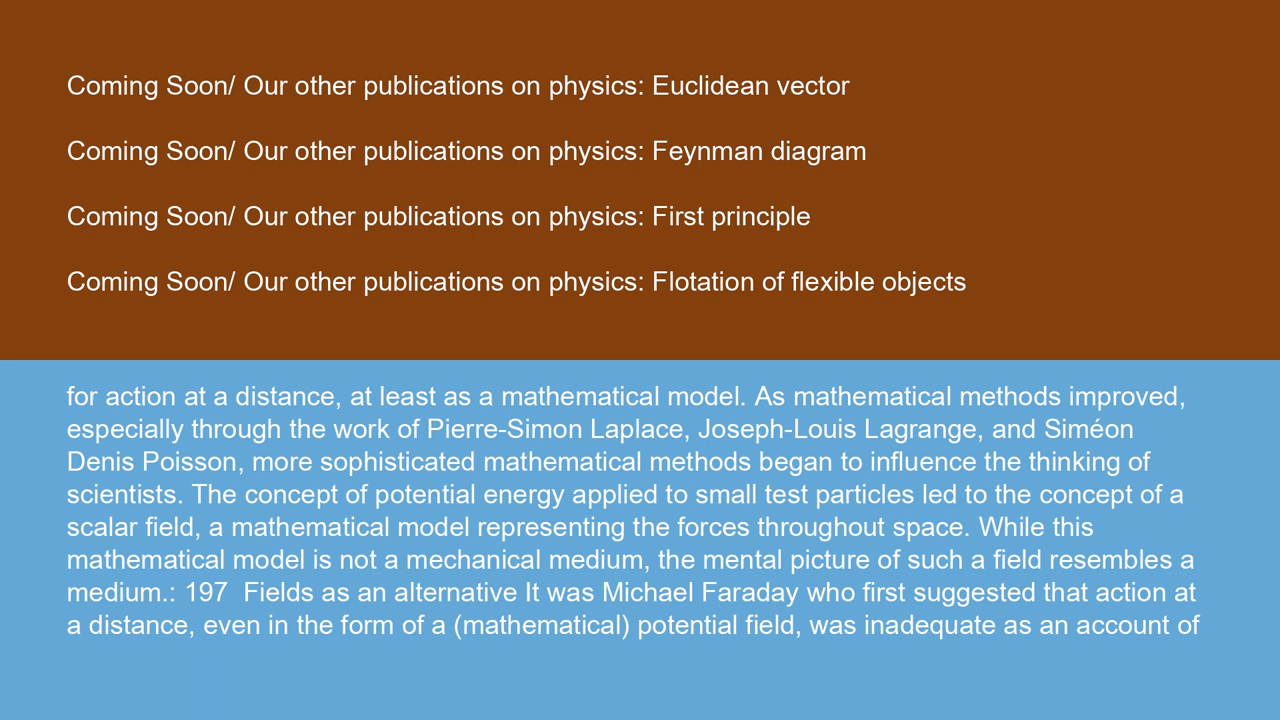 Coming Soon/ Our other publications on physics: Euclidean vector
Coming Soon/ Our other publications on physics: Feynman diagram
Coming Soon/ Our other publications on physics: First principle
Coming Soon/ Our other publications on physics: Flotation of flexible objects
for action at a distance, at least as a mathematical model. As mathematical methods improved,
especially through the work of Pierre-Simon Laplace, Joseph-Louis Lagrange, and Siméon
Denis Poisson, more sophisticated mathematical methods began to influence the thinking of
scientists. The concept of potential energy applied to small test particles led to the concept of a
scalar field, a mathematical model representing the forces throughout space. While this
mathematical model is not a mechanical medium, the mental picture of such a field resembles a
medium.: 197  Fields as an alternative It was Michael Faraday who first suggested that action at
a distance, even in the form of a (mathematical) potential field, was inadequate as an account of